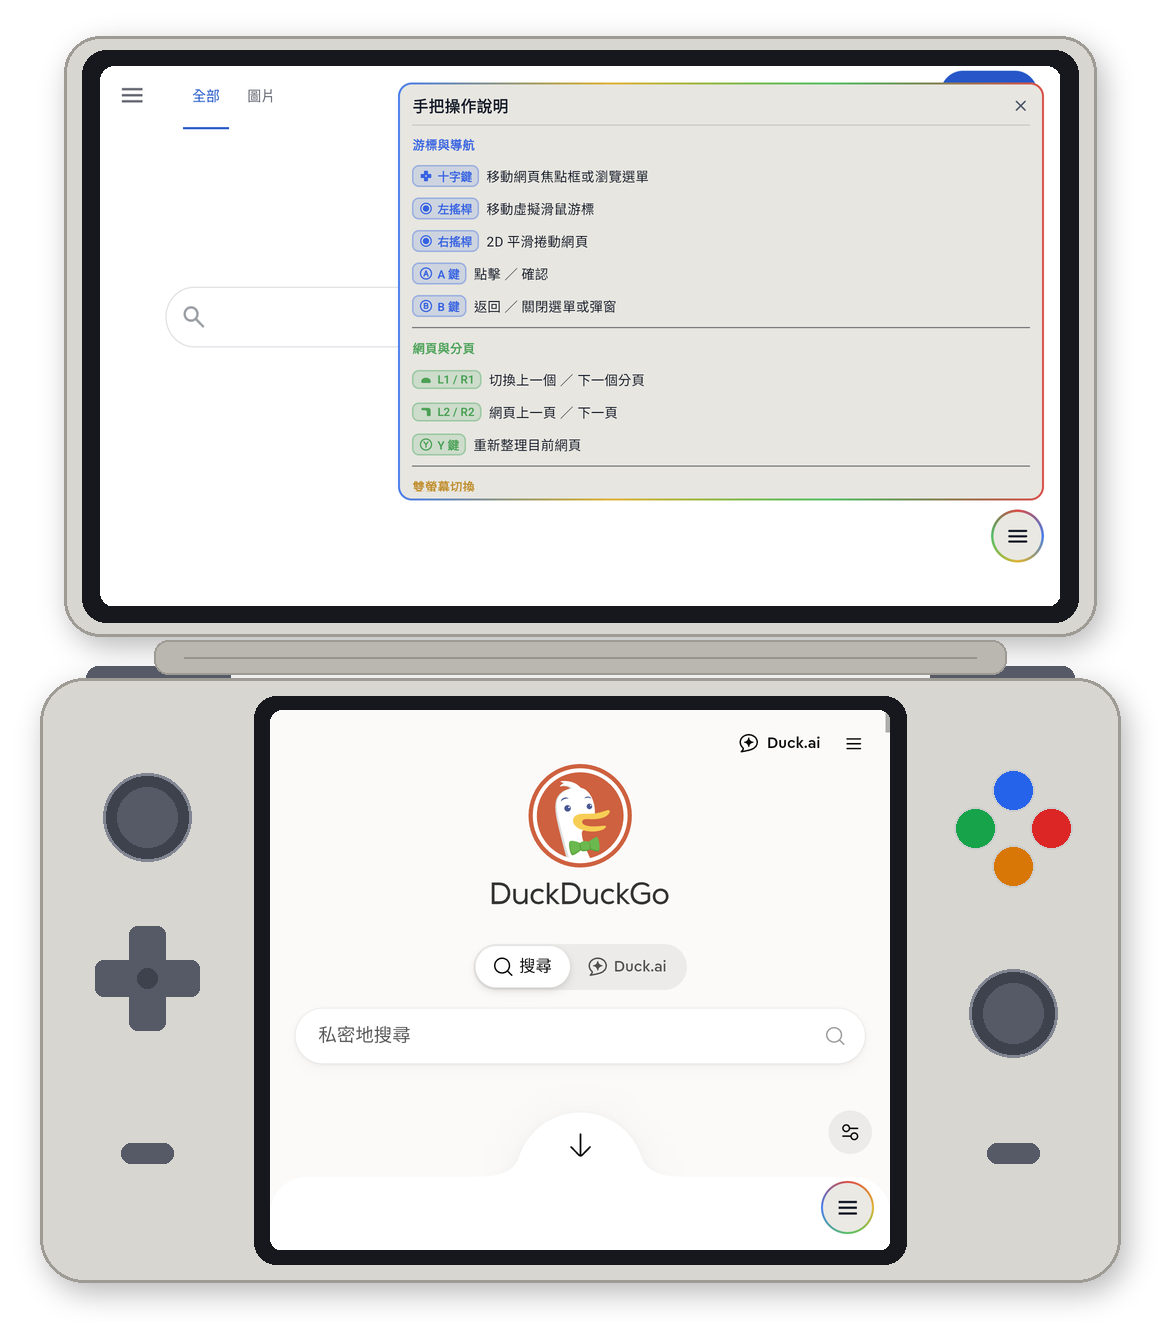 全部 圖片
手把操作說明
游標與導航
十字鍵 移動網頁焦點框或瀏覽選單
左搖桿 移動虛擬滑鼠游標
右搖桿 2D 平滑捲動網頁
A A 鍵 點擊 ／ 確認
B B 鍵 返回 ／ 關閉選單或彈窗
網頁與分頁
L1 / R1 切換上一個 ／ 下一個分頁
L2 / R2 網頁上一頁 ／ 下一頁
Y Y 鍵 重新整理目前網頁
雙螢幕切換
Duck.ai
DuckDuckGo
搜尋 Duck.ai
私密地搜尋